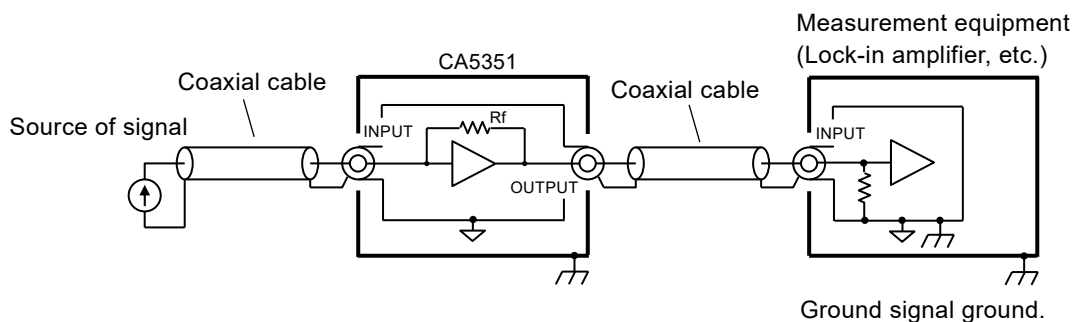 Measurement equipment
(Lock-in amplifier, etc.)
CA5351
Coaxial cable
Coaxial cable
Source of signal
INPUT
Rf
OUTPUT
INPUT
Ground signal ground.